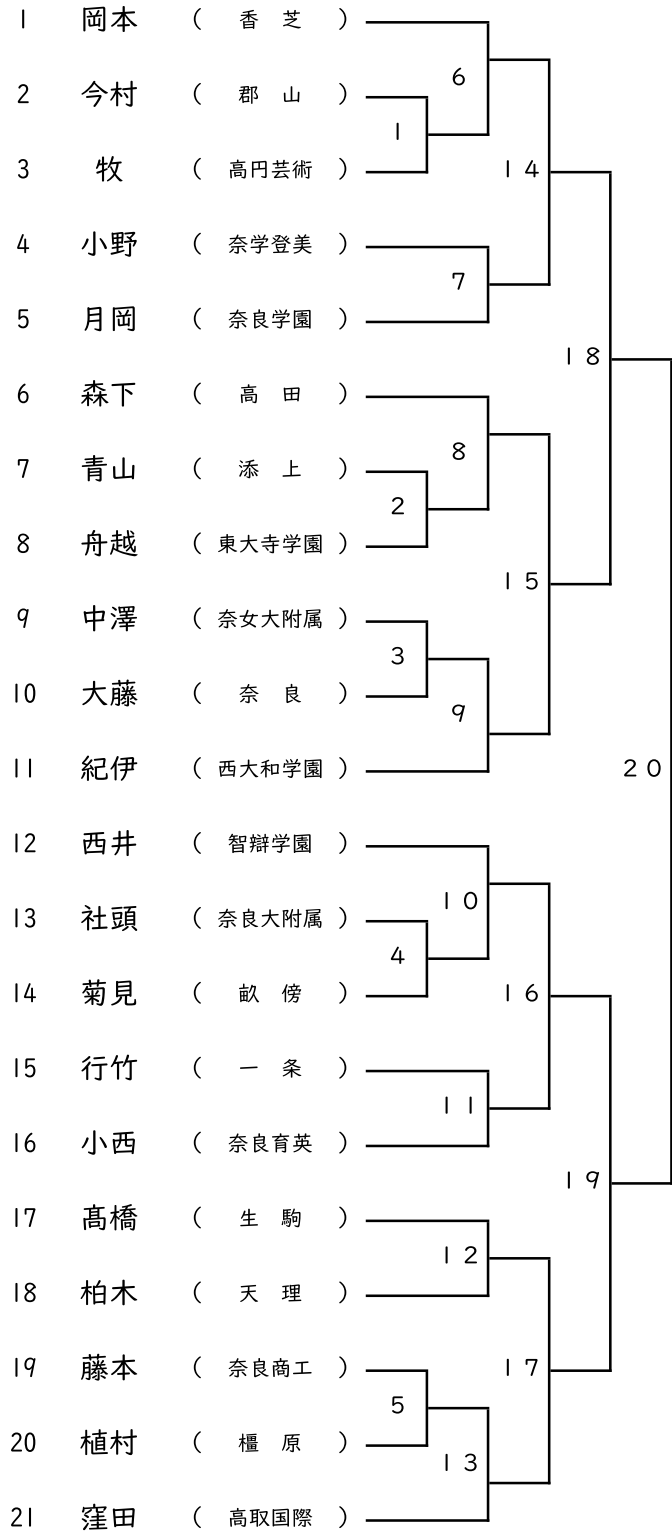 1 岡本 ( 香 芝 )
6
2 今村 ( 郡 山 )
1
3 牧 ( 高円芸術 )
14
4 小野 ( 奈学登美 )
7
5 月岡 ( 奈良学園 )
18
6 森下 ( 高 田 )
8
7 青山 ( 添 上 )
2
8 舟越 ( 東大寺学園 )
15
9 中澤 ( 奈女大附属 )
3
10 大藤 ( 奈 良 )
9
11 紀伊 ( 西大和学園 )
20
12 西井 ( 智辯学園 )
10
13 社頭 ( 奈良大附属 )
4
14 菊見 ( 畝 傍 )
16
15 行竹 ( 一 条 )
11
16 小西 ( 奈良育英 )
19
17 髙橋 ( 生 駒 )
12
18 柏木 ( 天 理 )
17
19 藤本 ( 奈良商工 )
5
20 植村 ( 橿 原 )
13
21 窪田 ( 高取国際 )